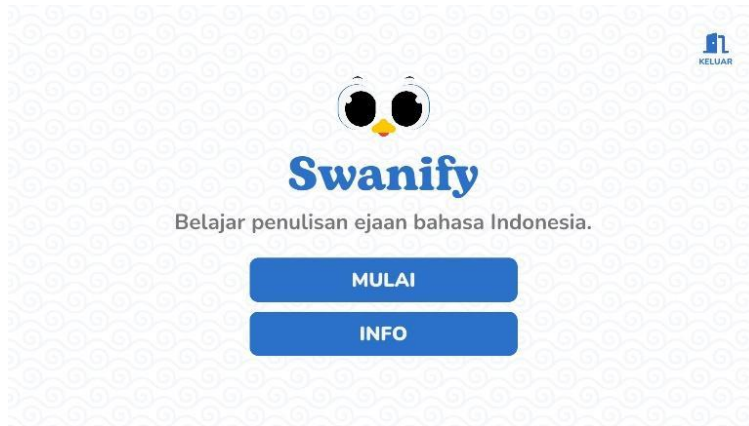 KELUAR
Swanify
Belajar penulisan ejaan bahasa Indonesia.
MULAI
INFO